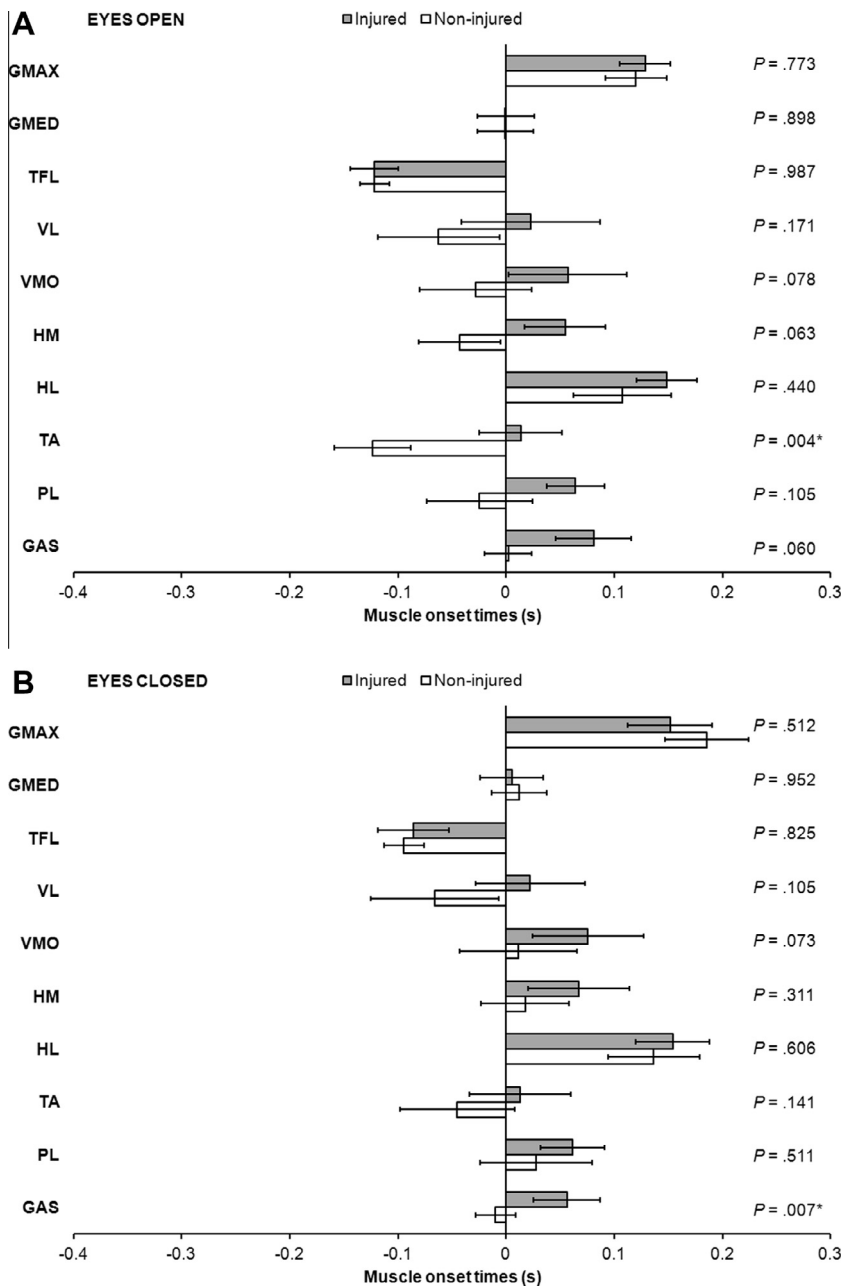 A
EYES OPEN
Injured Non-injured
GMAX P = .773
GMED P = .898
TFL P = .987
VL P = .171
VMO P = .078
HM P = .063
HL P = .440
TA P = .004*
PL P = .105
GAS P = .060
-0.4 -0.3 -0.2 -0.1 0 0.1 0.2 0.3
Muscle onset times (s)
B
EYES CLOSED
Injured Non-injured
GMAX P = .512
GMED P = .952
TFL P = .825
VL P = .105
VMO P = .073
HM P = .311
HL P = .606
TA P = .141
PL P = .511
GAS P = .007*
-0.4 -0.3 -0.2 -0.1 0 0.1 0.2 0.3
Muscle onset times (s)